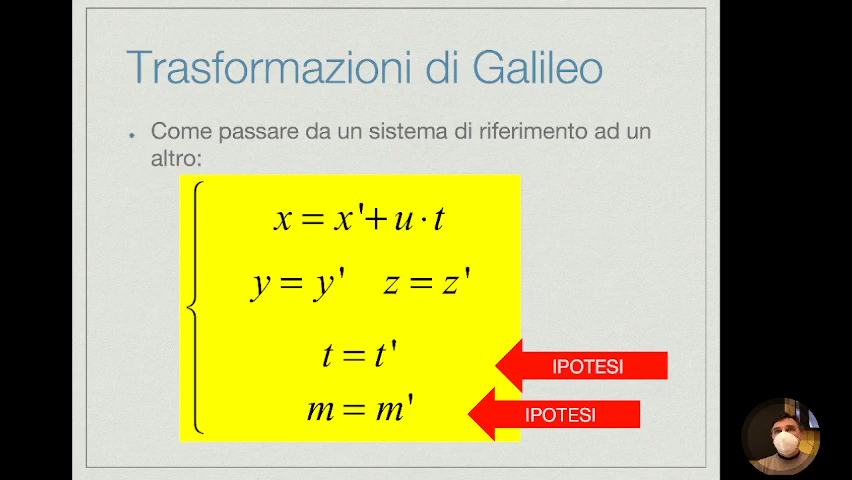 Trasformazioni di Galileo
Come passare da un sistema di riferimento ad un
altro:
x = x'+ u · t
y = y' z = z'
t = t'
IPOTESI
m = m'
IPOTESI